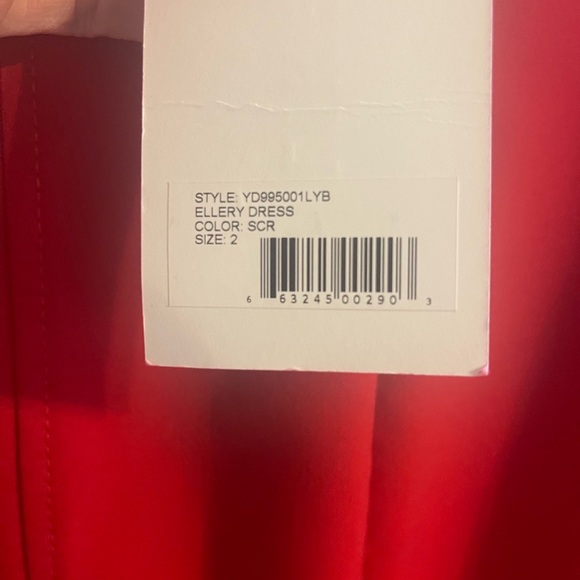 STYLE: YD995001LYB
ELLERY DRESS
COLOR: SCR
SIZE: 2
6 63245 00290 3